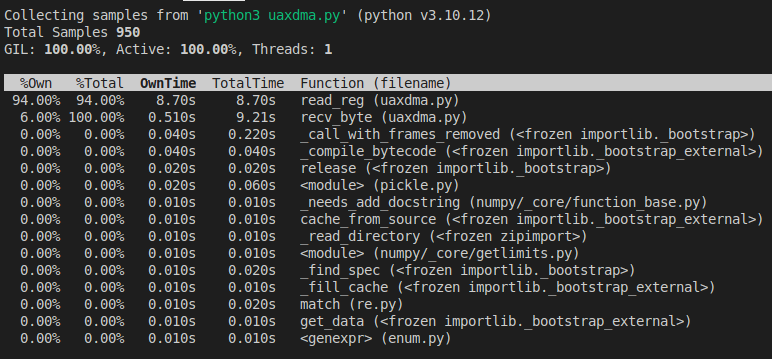 Collecting samples from 'python3 uaxdma.py' (python v3.10.12)
Total Samples 950
GIL: 100.00%, Active: 100.00%, Threads: 1
%Own %Total OwnTime TotalTime Function (filename)
94.00% 94.00% 8.70s 8.70s read_reg (uaxdma.py)
6.00% 100.00% 0.510s 9.21s recv_byte (uaxdma.py)
0.00% 0.00% 0.040s 0.220s _call_with_frames_removed (<frozen importlib._bootstrap>)
0.00% 0.00% 0.040s 0.040s _compile_bytecode (<frozen importlib._bootstrap_external>)
0.00% 0.00% 0.020s 0.020s release (<frozen importlib._bootstrap>)
0.00% 0.00% 0.020s 0.060s <module> (pickle.py)
0.00% 0.00% 0.010s 0.010s _needs_add_docstring (numpy/_core/function_base.py)
0.00% 0.00% 0.010s 0.010s cache_from_source (<frozen importlib._bootstrap_external>)
0.00% 0.00% 0.010s 0.010s _read_directory (<frozen zipimport>)
0.00% 0.00% 0.010s 0.010s <module> (numpy/_core/getlimits.py)
0.00% 0.00% 0.010s 0.020s _find_spec (<frozen importlib._bootstrap>)
0.00% 0.00% 0.010s 0.010s _fill_cache (<frozen importlib._bootstrap_external>)
0.00% 0.00% 0.010s 0.020s match (re.py)
0.00% 0.00% 0.010s 0.010s get_data (<frozen importlib._bootstrap_external>)
0.00% 0.00% 0.010s 0.010s <genexpr> (enum.py)